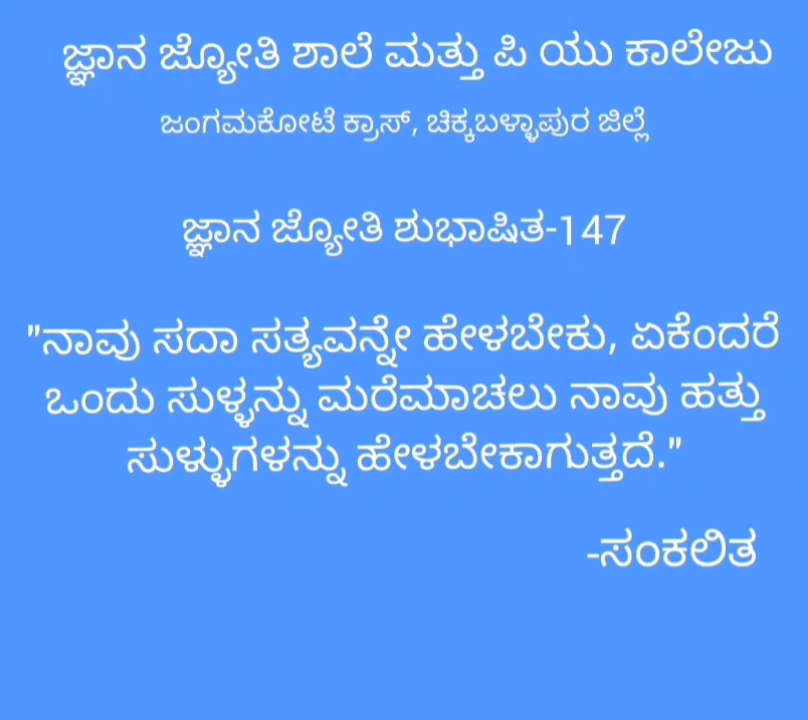 ಜ್ಞಾನ ಜ್ಯೋತಿ ಶಾಲೆ ಮತ್ತು ಪಿ ಯು ಕಾಲೇಜು
ಜಂಗಮಕೋಟೆ ಕ್ರಾಸ್, ಚಿಕ್ಕಬಳ್ಳಾಪುರ ಜಿಲ್ಲೆ
ಜ್ಞಾನ ಜ್ಯೋತಿ ಶುಭಾಷಿತ-147
"ನಾವು ಸದಾ ಸತ್ಯವನ್ನೇ ಹೇಳಬೇಕು, ಏಕೆಂದರೆ
ಒಂದು ಸುಳ್ಳನ್ನು ಮರೆಮಾಚಲು ನಾವು ಹತ್ತು
ಸುಳ್ಳುಗಳನ್ನು ಹೇಳಬೇಕಾಗುತ್ತದೆ."
-ಸಂಕಲಿತ